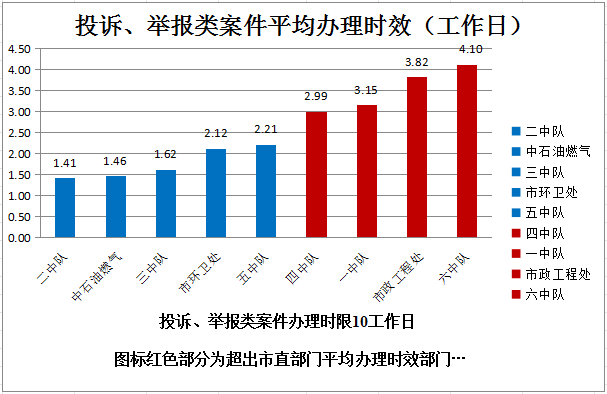 投诉、举报类案件平均办理时效（工作日）
4.50
4.00
3.50
3.00
2.50
2.00
1.50
1.00
0.50
0.00
1.41
1.46
1.62
2.12
2.21
2.99
3.15
3.82
4.10
二中队
中石油燃气
三中队
市环卫处
五中队
四中队
一中队
市政工程处
六中队
二中队
中石油燃气
三中队
市环卫处
五中队
四中队
一中队
市政工程处
六中队
投诉、举报类案件办理时限10工作日
图标红色部分为超出市直部门平均办理时效部门…